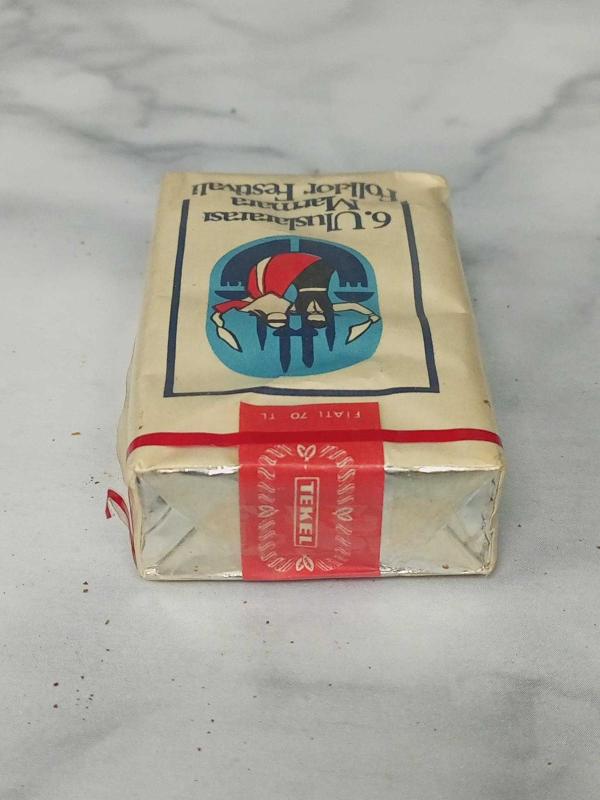 6. Uluslararası
Marmara
Folklor Festivali
FİATI 70 TL
TEKEL